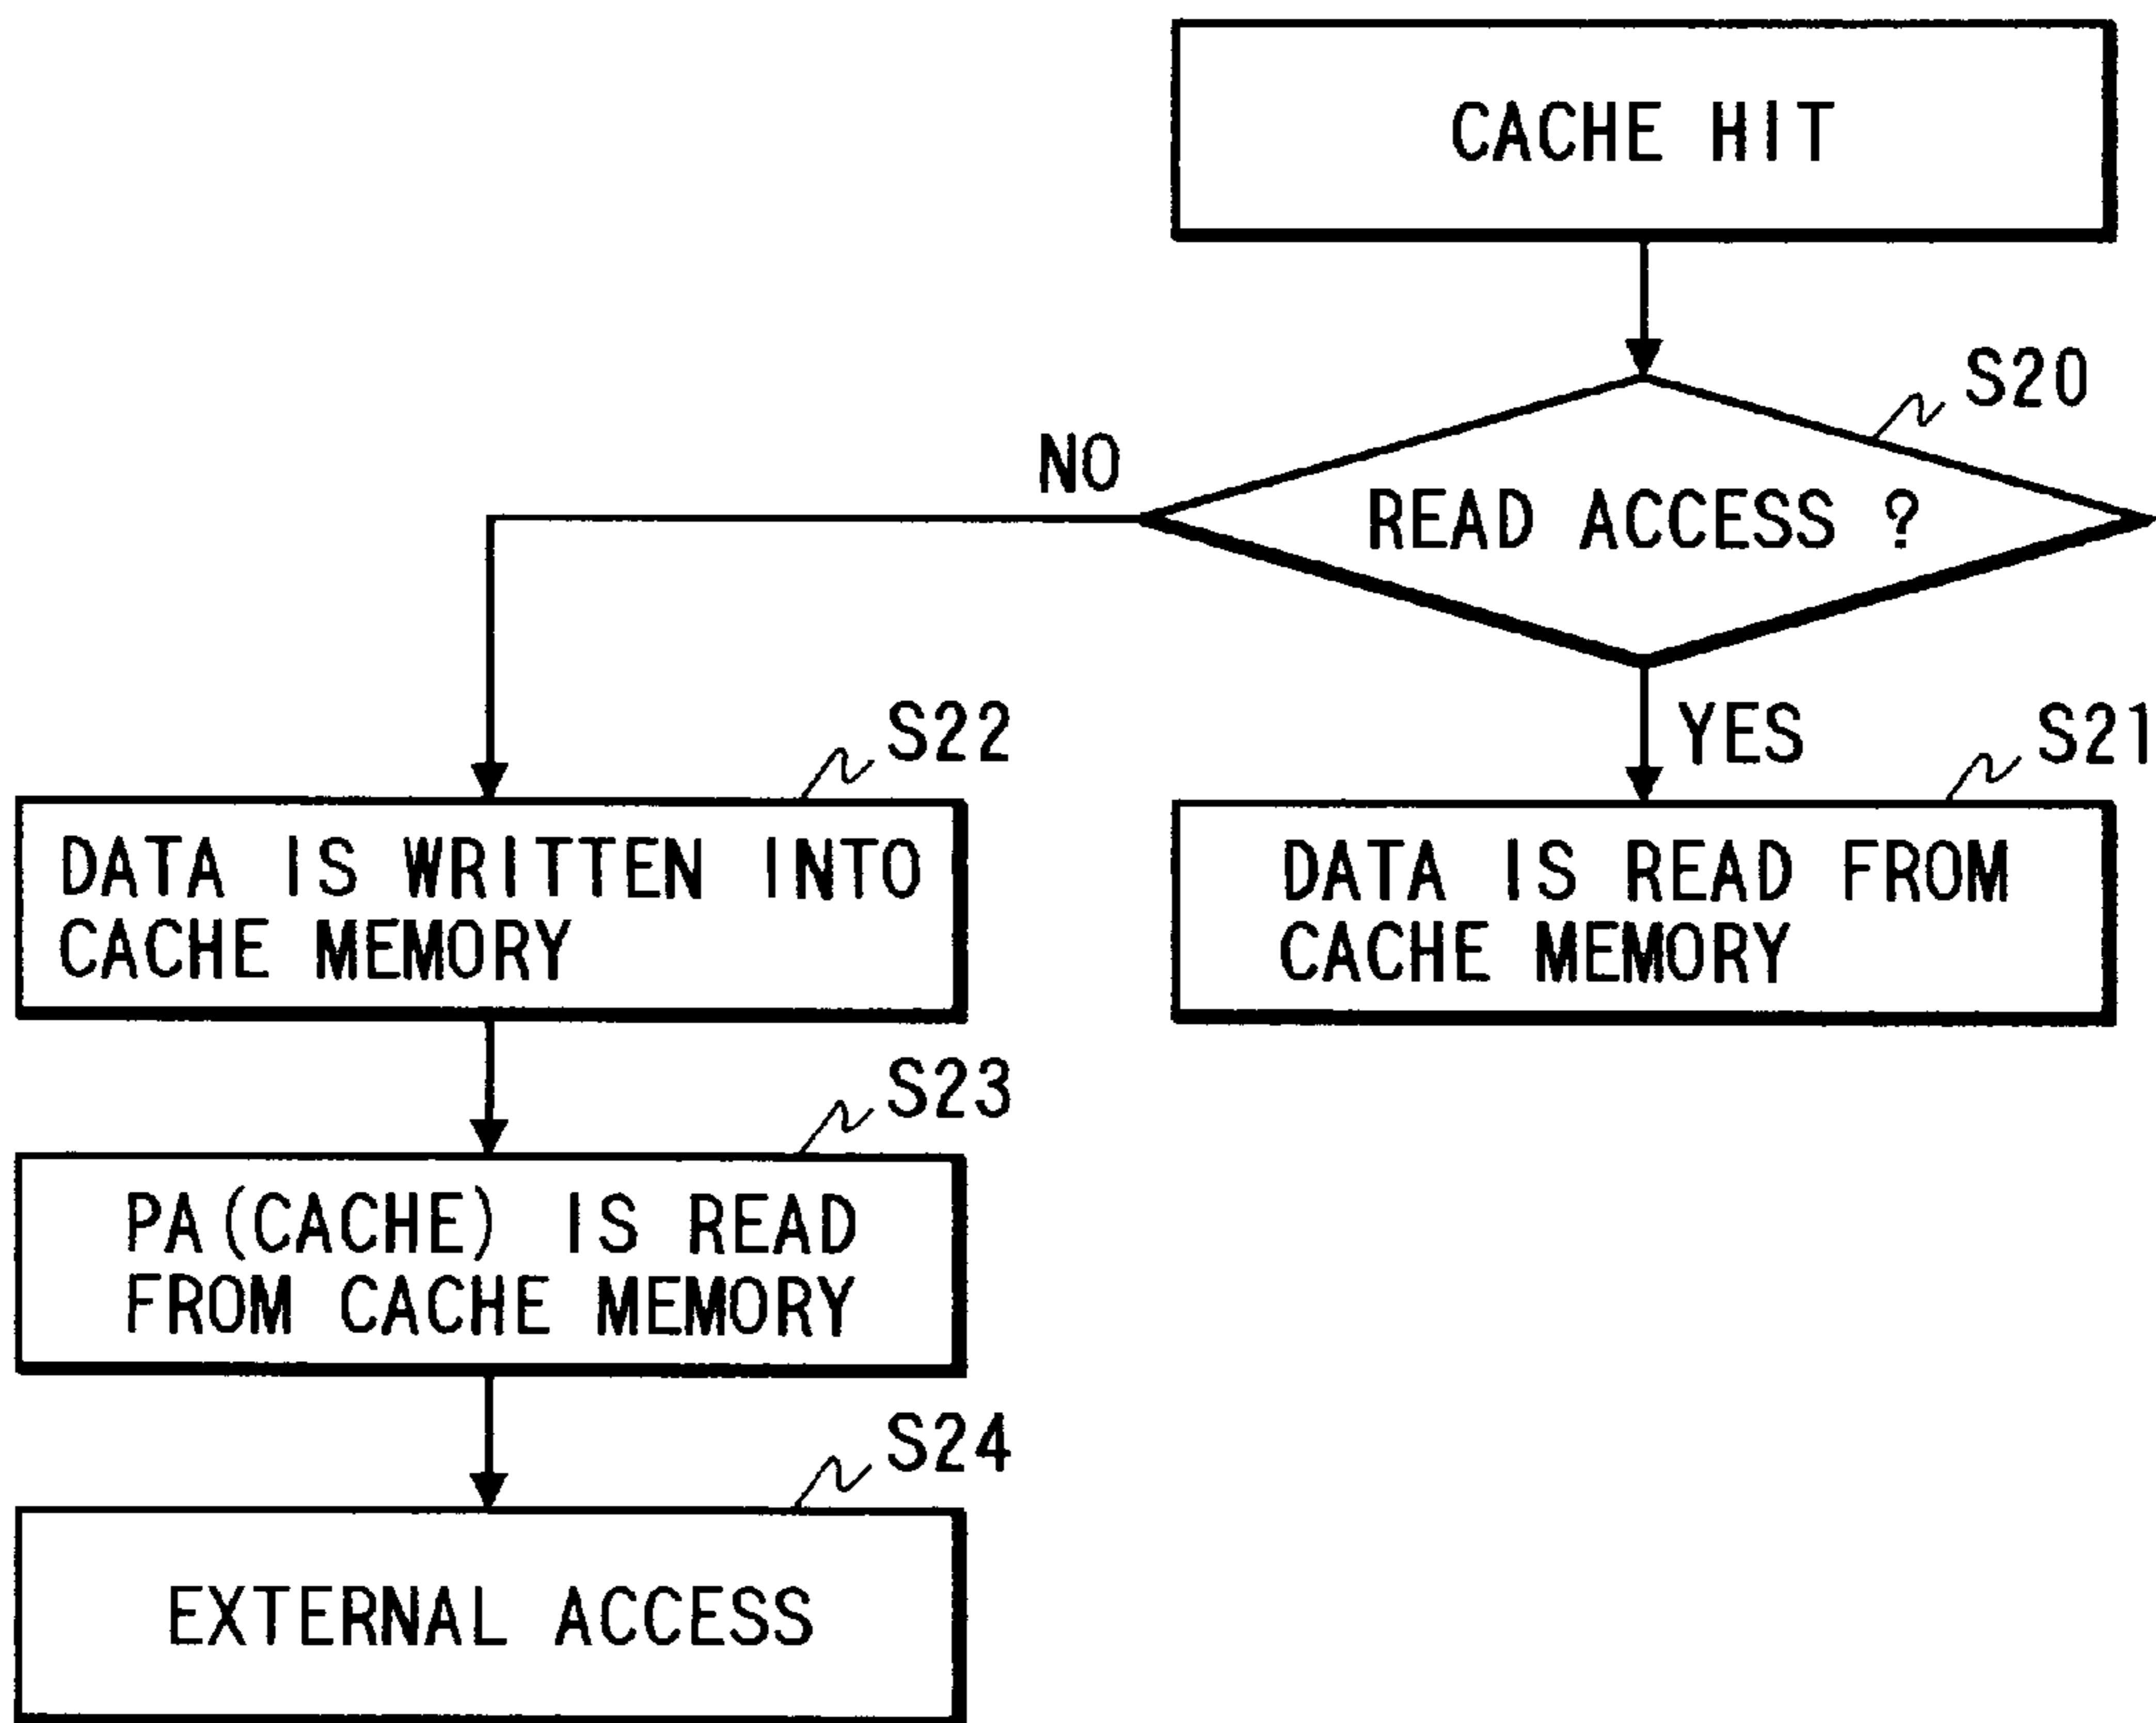 CACHE HIT
S20
NO
READ ACCESS ?
YES
S22
S21
DATA IS WRITTEN INTO
CACHE MEMORY
DATA IS READ FROM
CACHE MEMORY
S23
PA(CACHE) IS READ
FROM CACHE MEMORY
S24
EXTERNAL ACCESS